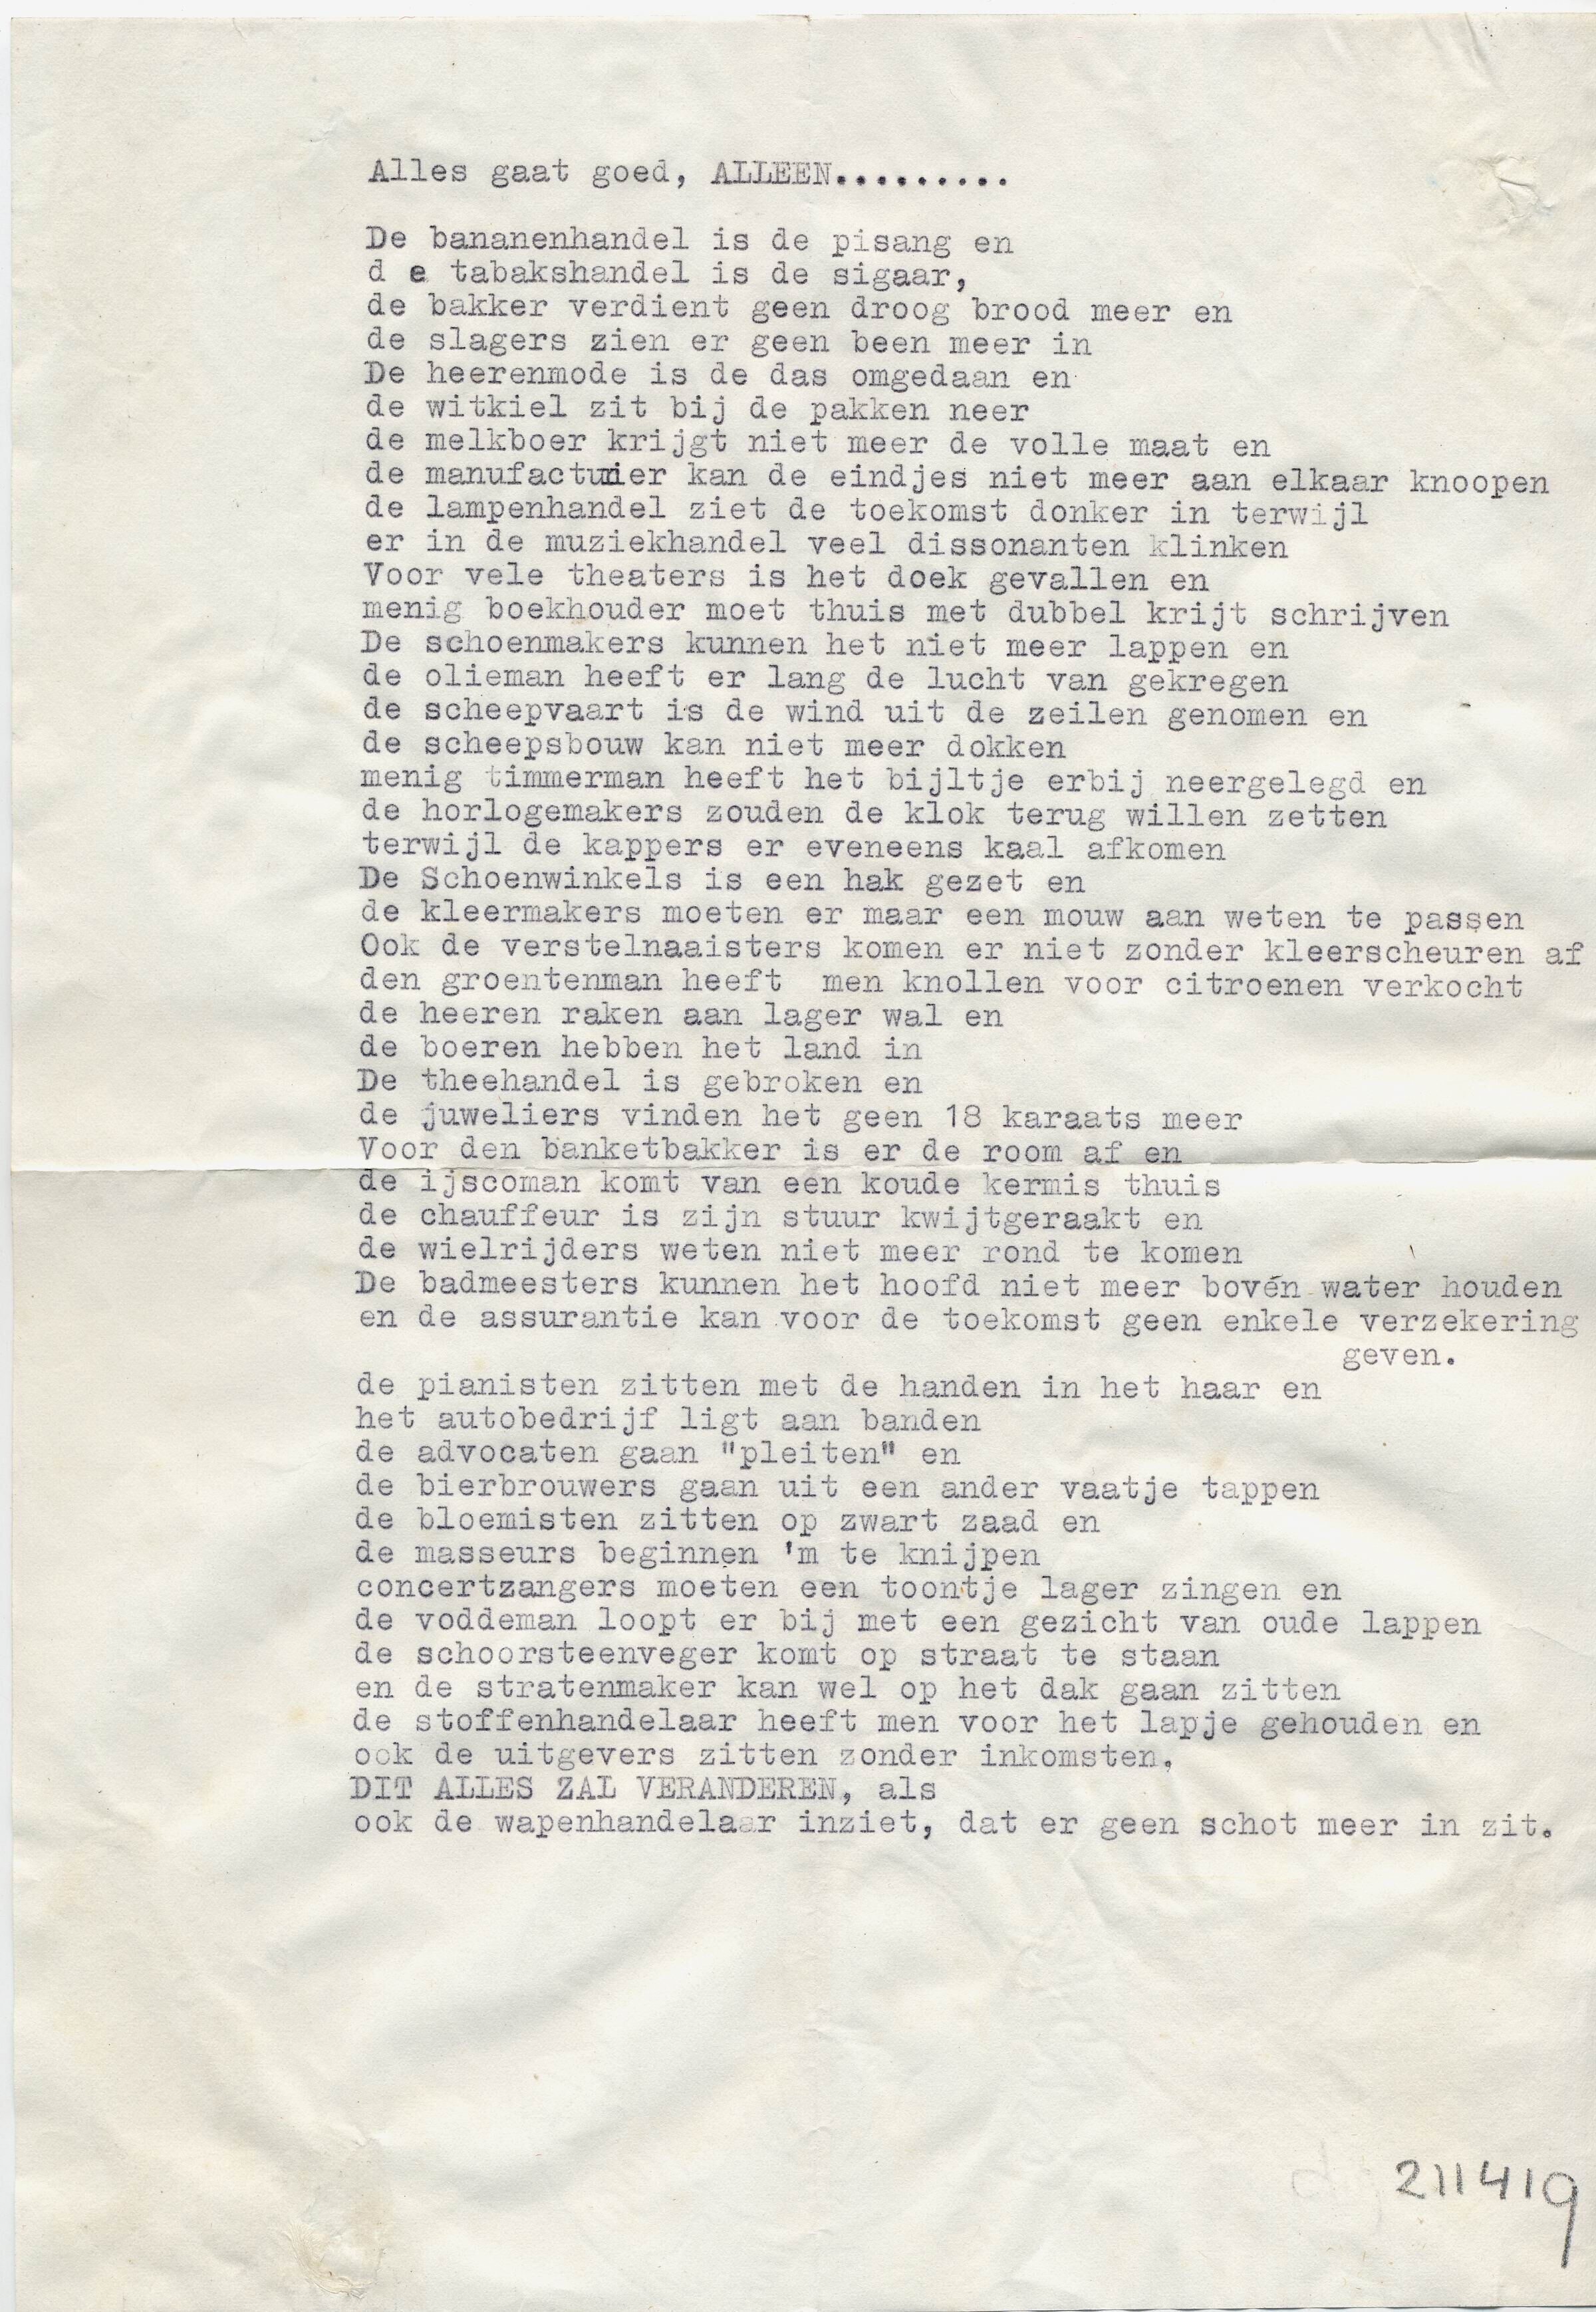 Alles gaat goed, ALLEEN.........
De bananenhandel is de pisang en
d e tabakshandel is de sigaar,
de bakker verdient geen droog brood meer en
de slagers zien er geen been meer in
De heerenmode is de das omgedaan en
de witkiel zit bij de pakken neer
de melkboer krijgt niet meer de volle maat en
de manufacturier kan de eindjes niet meer aan elkaar knoopen
de lampenhandel ziet de toekomst donker in terwijl
er in de muziekhandel veel dissonanten klinken
Voor vele theaters is het doek gevallen en
menig boekhouder moet thuis met dubbel krijt schrijven
De schoenmakers kunnen het niet meer lappen en
de olieman heeft er lang de lucht van gekregen
de scheepvaart is de wind uit de zeilen genomen en
de scheepsbouw kan niet meer dokken
menig timmerman heeft het bijltje erbij neergelegd en
de horlogemakers zouden de klok terug willen zetten
terwijl de kappers er eveneens kaal afkomen
De Schoenwinkels is een hak gezet en
de kleermakers moeten er maar een mouw aan weten te passen
Ook de verstelnaaisters komen er niet zonder kleerscheuren af
den groentenman heeft  men knollen voor citroenen verkocht
de heeren raken aan lager wal en
de boeren hebben het land in
De theehandel is gebroken en
de juweliers vinden het geen 18 karaats meer
Voor den banketbakker is er de room af en
de ijscoman komt van een koude kermis thuis
de chauffeur is zijn stuur kwijtgeraakt en
de wielrijders weten niet meer rond te komen
De badmeesters kunnen het hoofd niet meer bovén water houden
en de assurantie kan voor de toekomst geen enkele verzekering
geven.
de pianisten zitten met de handen in het haar en
het autobedrijf ligt aan banden
de advocaten gaan "pleiten" en
de bierbrouwers gaan uit een ander vaatje tappen
de bloemisten zitten op zwart zaad en
de masseurs beginnen 'm te knijpen
concertzangers moeten een toontje lager zingen en
de voddeman loopt er bij met een gezicht van oude lappen
de schoorsteenveger komt op straat te staan
en de stratenmaker kan wel op het dak gaan zitten
de stoffenhandelaar heeft men voor het lapje gehouden en
ook de uitgevers zitten zonder inkomsten.
DIT ALLES ZAL VERANDEREN, als
ook de wapenhandelaar inziet, dat er geen schot meer in zit.
211419